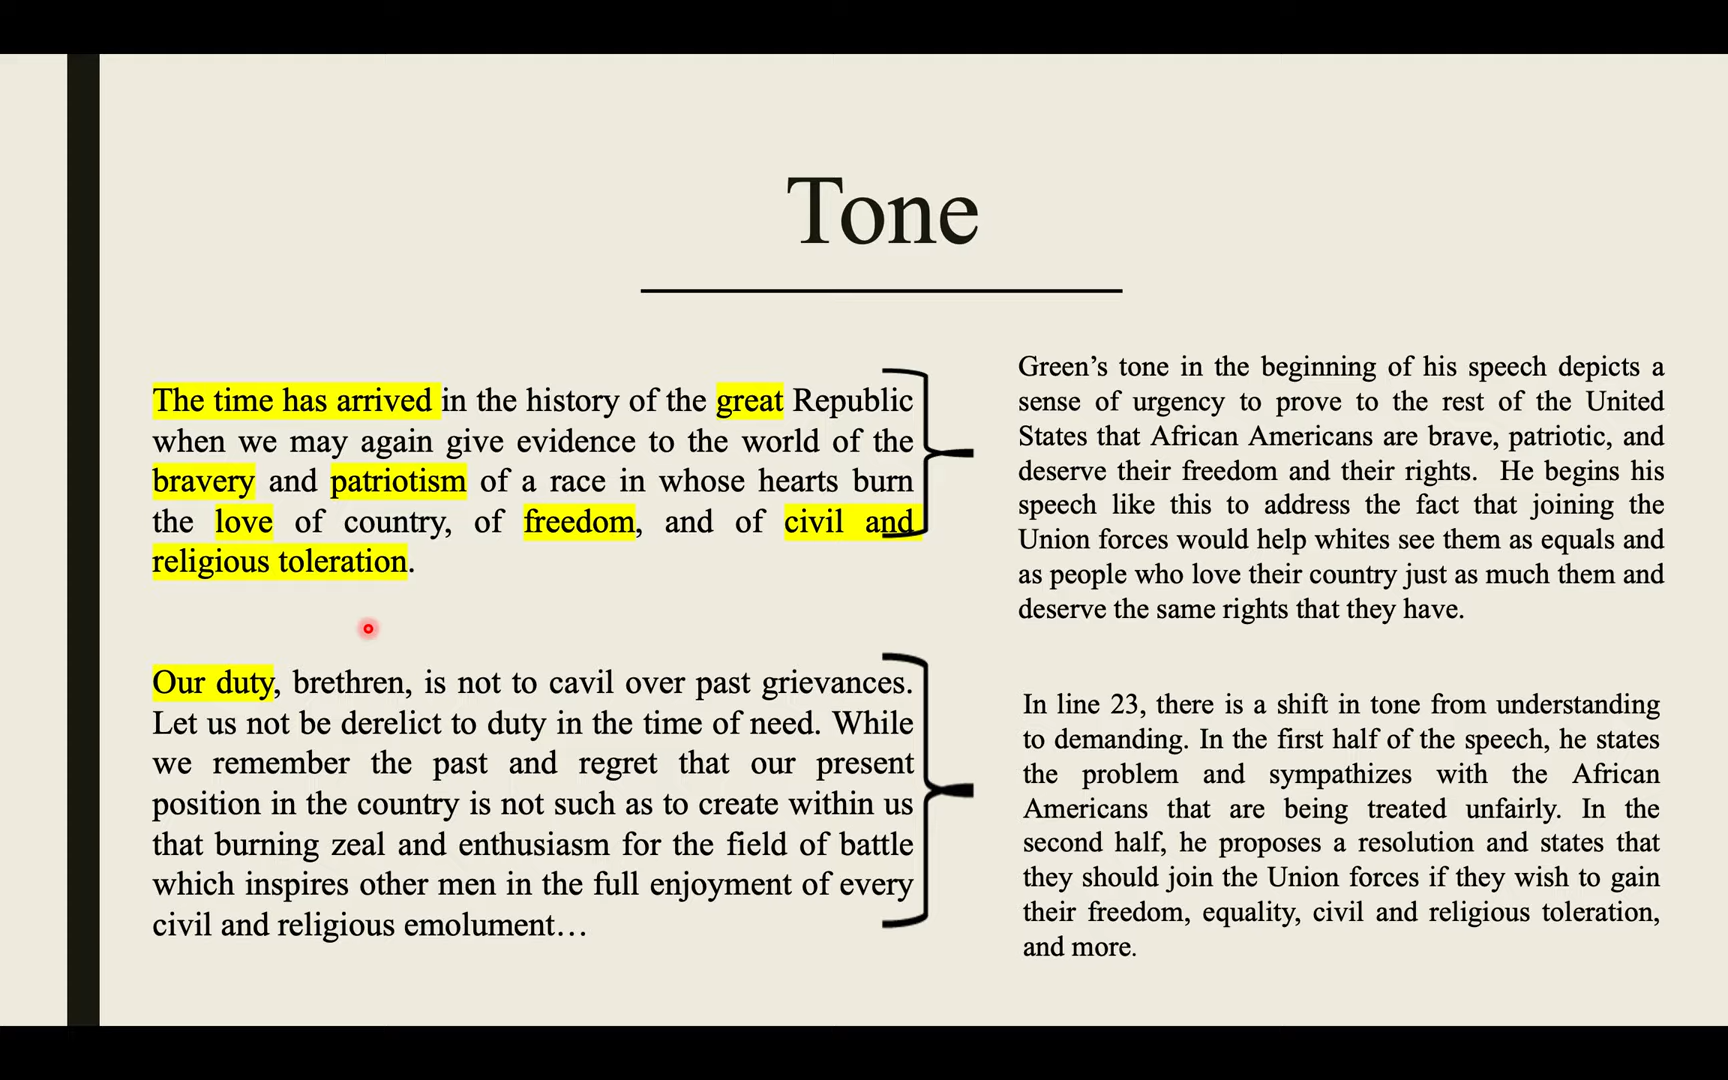 Tone
The time has arrived in the history of the great Republic
when we may again give evidence to the world of the
bravery and patriotism of a race in whose hearts burn
the love of country, of freedom, and of civil and
religious toleration.
Our duty, brethren, is not to cavil over past grievances.
Let us not be derelict to duty in the time of need. While
we remember the past and regret that our present
position in the country is not such as to create within us
that burning zeal and enthusiasm for the field of battle
which inspires other men in the full enjoyment of every
civil and religious emolument…
Green’s tone in the beginning of his speech depicts a
sense of urgency to prove to the rest of the United
States that African Americans are brave, patriotic, and
deserve their freedom and their rights.  He begins his
speech like this to address the fact that joining the
Union forces would help whites see them as equals and
as people who love their country just as much them and
deserve the same rights that they have.
In line 23, there is a shift in tone from understanding
to demanding. In the first half of the speech, he states
the problem and sympathizes with the African
Americans that are being treated unfairly. In the
second half, he proposes a resolution and states that
they should join the Union forces if they wish to gain
their freedom, equality, civil and religious toleration,
and more.